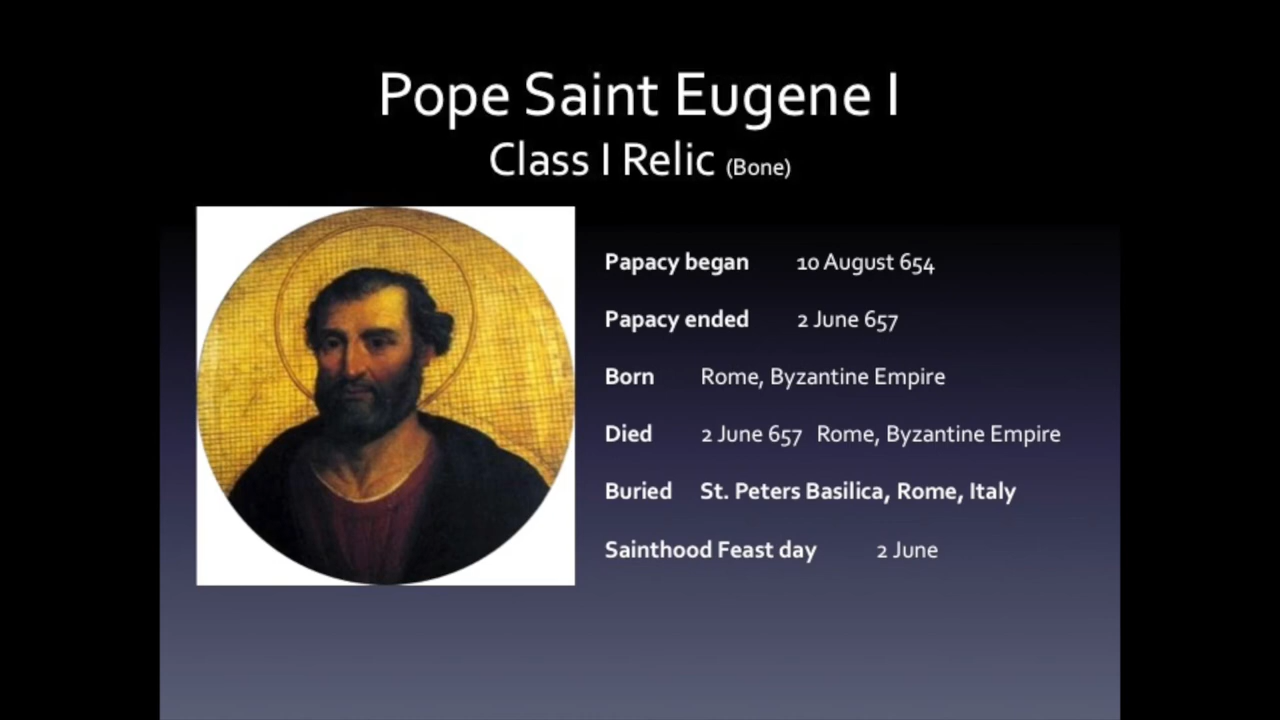 Pope Saint Eugene I
Class I Relic (Bone)
Papacy began 10 August 654
Papacy ended 2 June 657
Born Rome, Byzantine Empire
Died 2 June 657 Rome, Byzantine Empire
Buried St. Peters Basilica, Rome, Italy
Sainthood Feast day 2 June